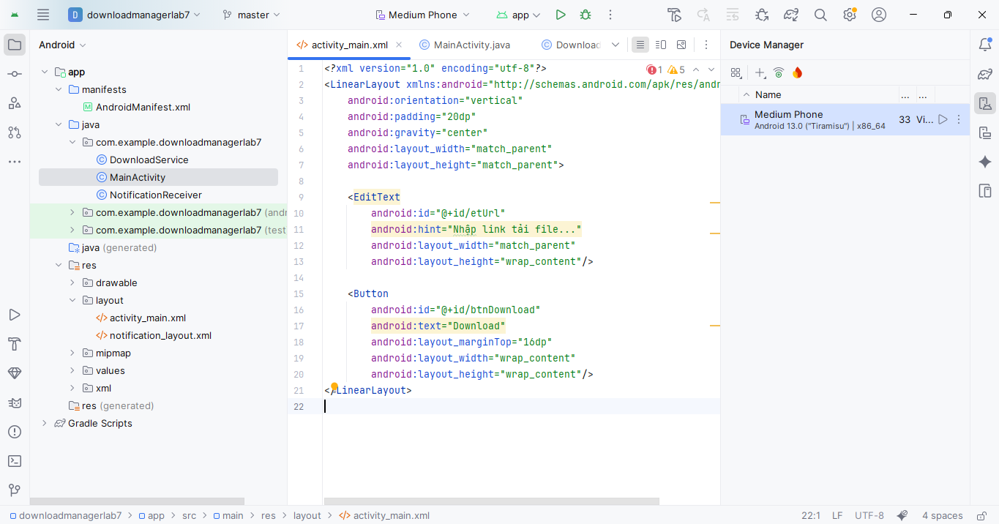 D downloadmanagerlab7 master Medium Phone app
Android
app
manifests
M AndroidManifest.xml
java
com.example.downloadmanagerlab7
C DownloadService
C MainActivity
C NotificationReceiver
com.example.downloadmanagerlab7 (andr
com.example.downloadmanagerlab7 (test
java (generated)
res
drawable
layout
</> activity_main.xml
</> notification_layout.xml
mipmap
values
xml
res (generated)
Gradle Scripts
</> activity_main.xml C MainActivity.java C Download
1 5
1 <?xml version="1.0" encoding="utf-8"?>
2 <LinearLayout xmlns:android="http://schemas.android.com/apk/res/andr
3 android:orientation="vertical"
4 android:padding="20dp"
5 android:gravity="center"
6 android:layout_width="match_parent"
7 android:layout_height="match_parent">
8
9 <EditText
10 android:id="@+id/etUrl"
11 android:hint="Nhập link tải file..."
12 android:layout_width="match_parent"
13 android:layout_height="wrap_content"/>
14
15 <Button
16 android:id="@+id/btnDownload"
17 android:text="Download"
18 android:layout_marginTop="16dp"
19 android:layout_width="wrap_content"
20 android:layout_height="wrap_content"/>
21 </LinearLayout>
22
Device Manager
Name ... ...
Medium Phone 33 Vi...
Android 13.0 ("Tiramisu") | x86_64
downloadmanagerlab7 > app > src > main > res > layout > </> activity_main.xml 22:1 LF UTF-8 4 spaces